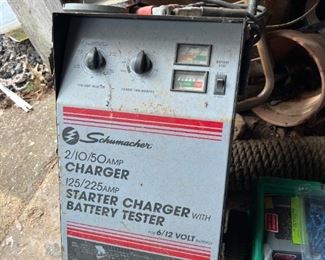 Schumacher
2/10/50 AMP
CHARGER
125/225 AMP
STARTER CHARGER WITH
BATTERY TESTER
FOR 6/12 VOLT